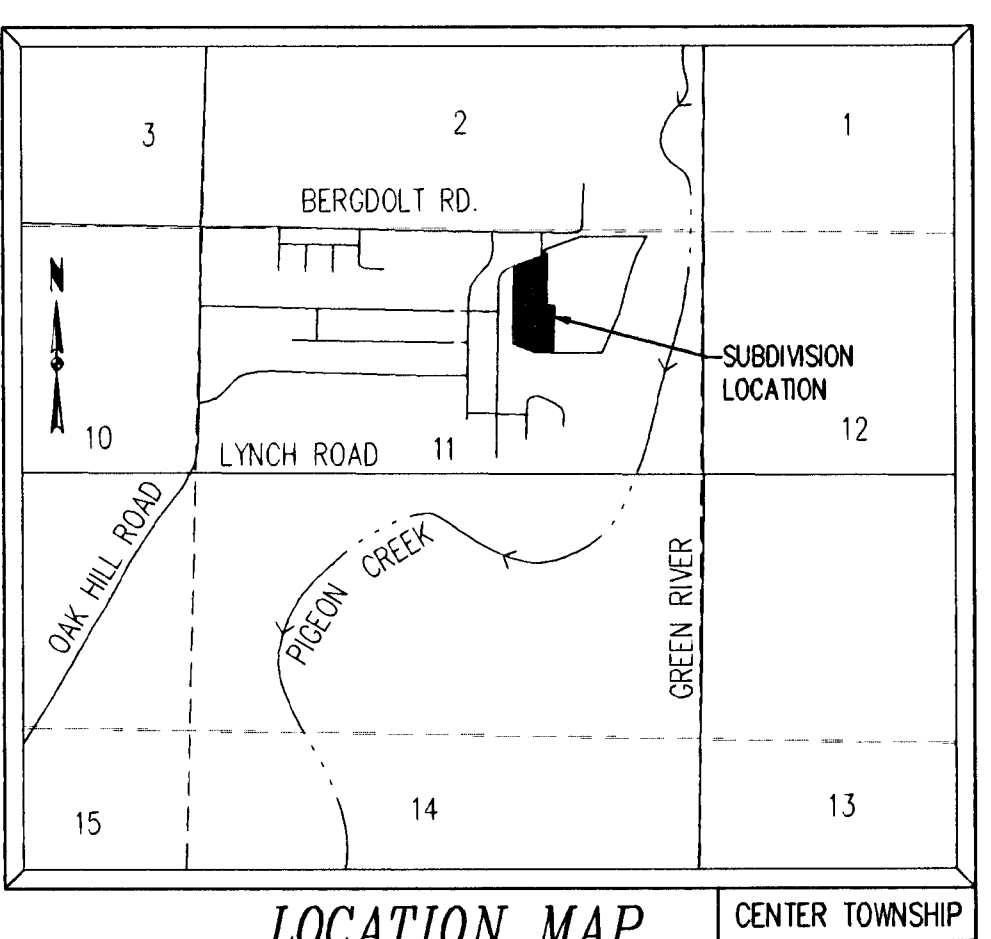 3
2
1
BERGDOLT RD.
N
SUBDIVISION
LOCATION
10
11
12
LYNCH ROAD
OAK HILL ROAD
PIGEON CREEK
GREEN RIVER
15
14
13
LOCATION MAP
CENTER TOWNSHIP